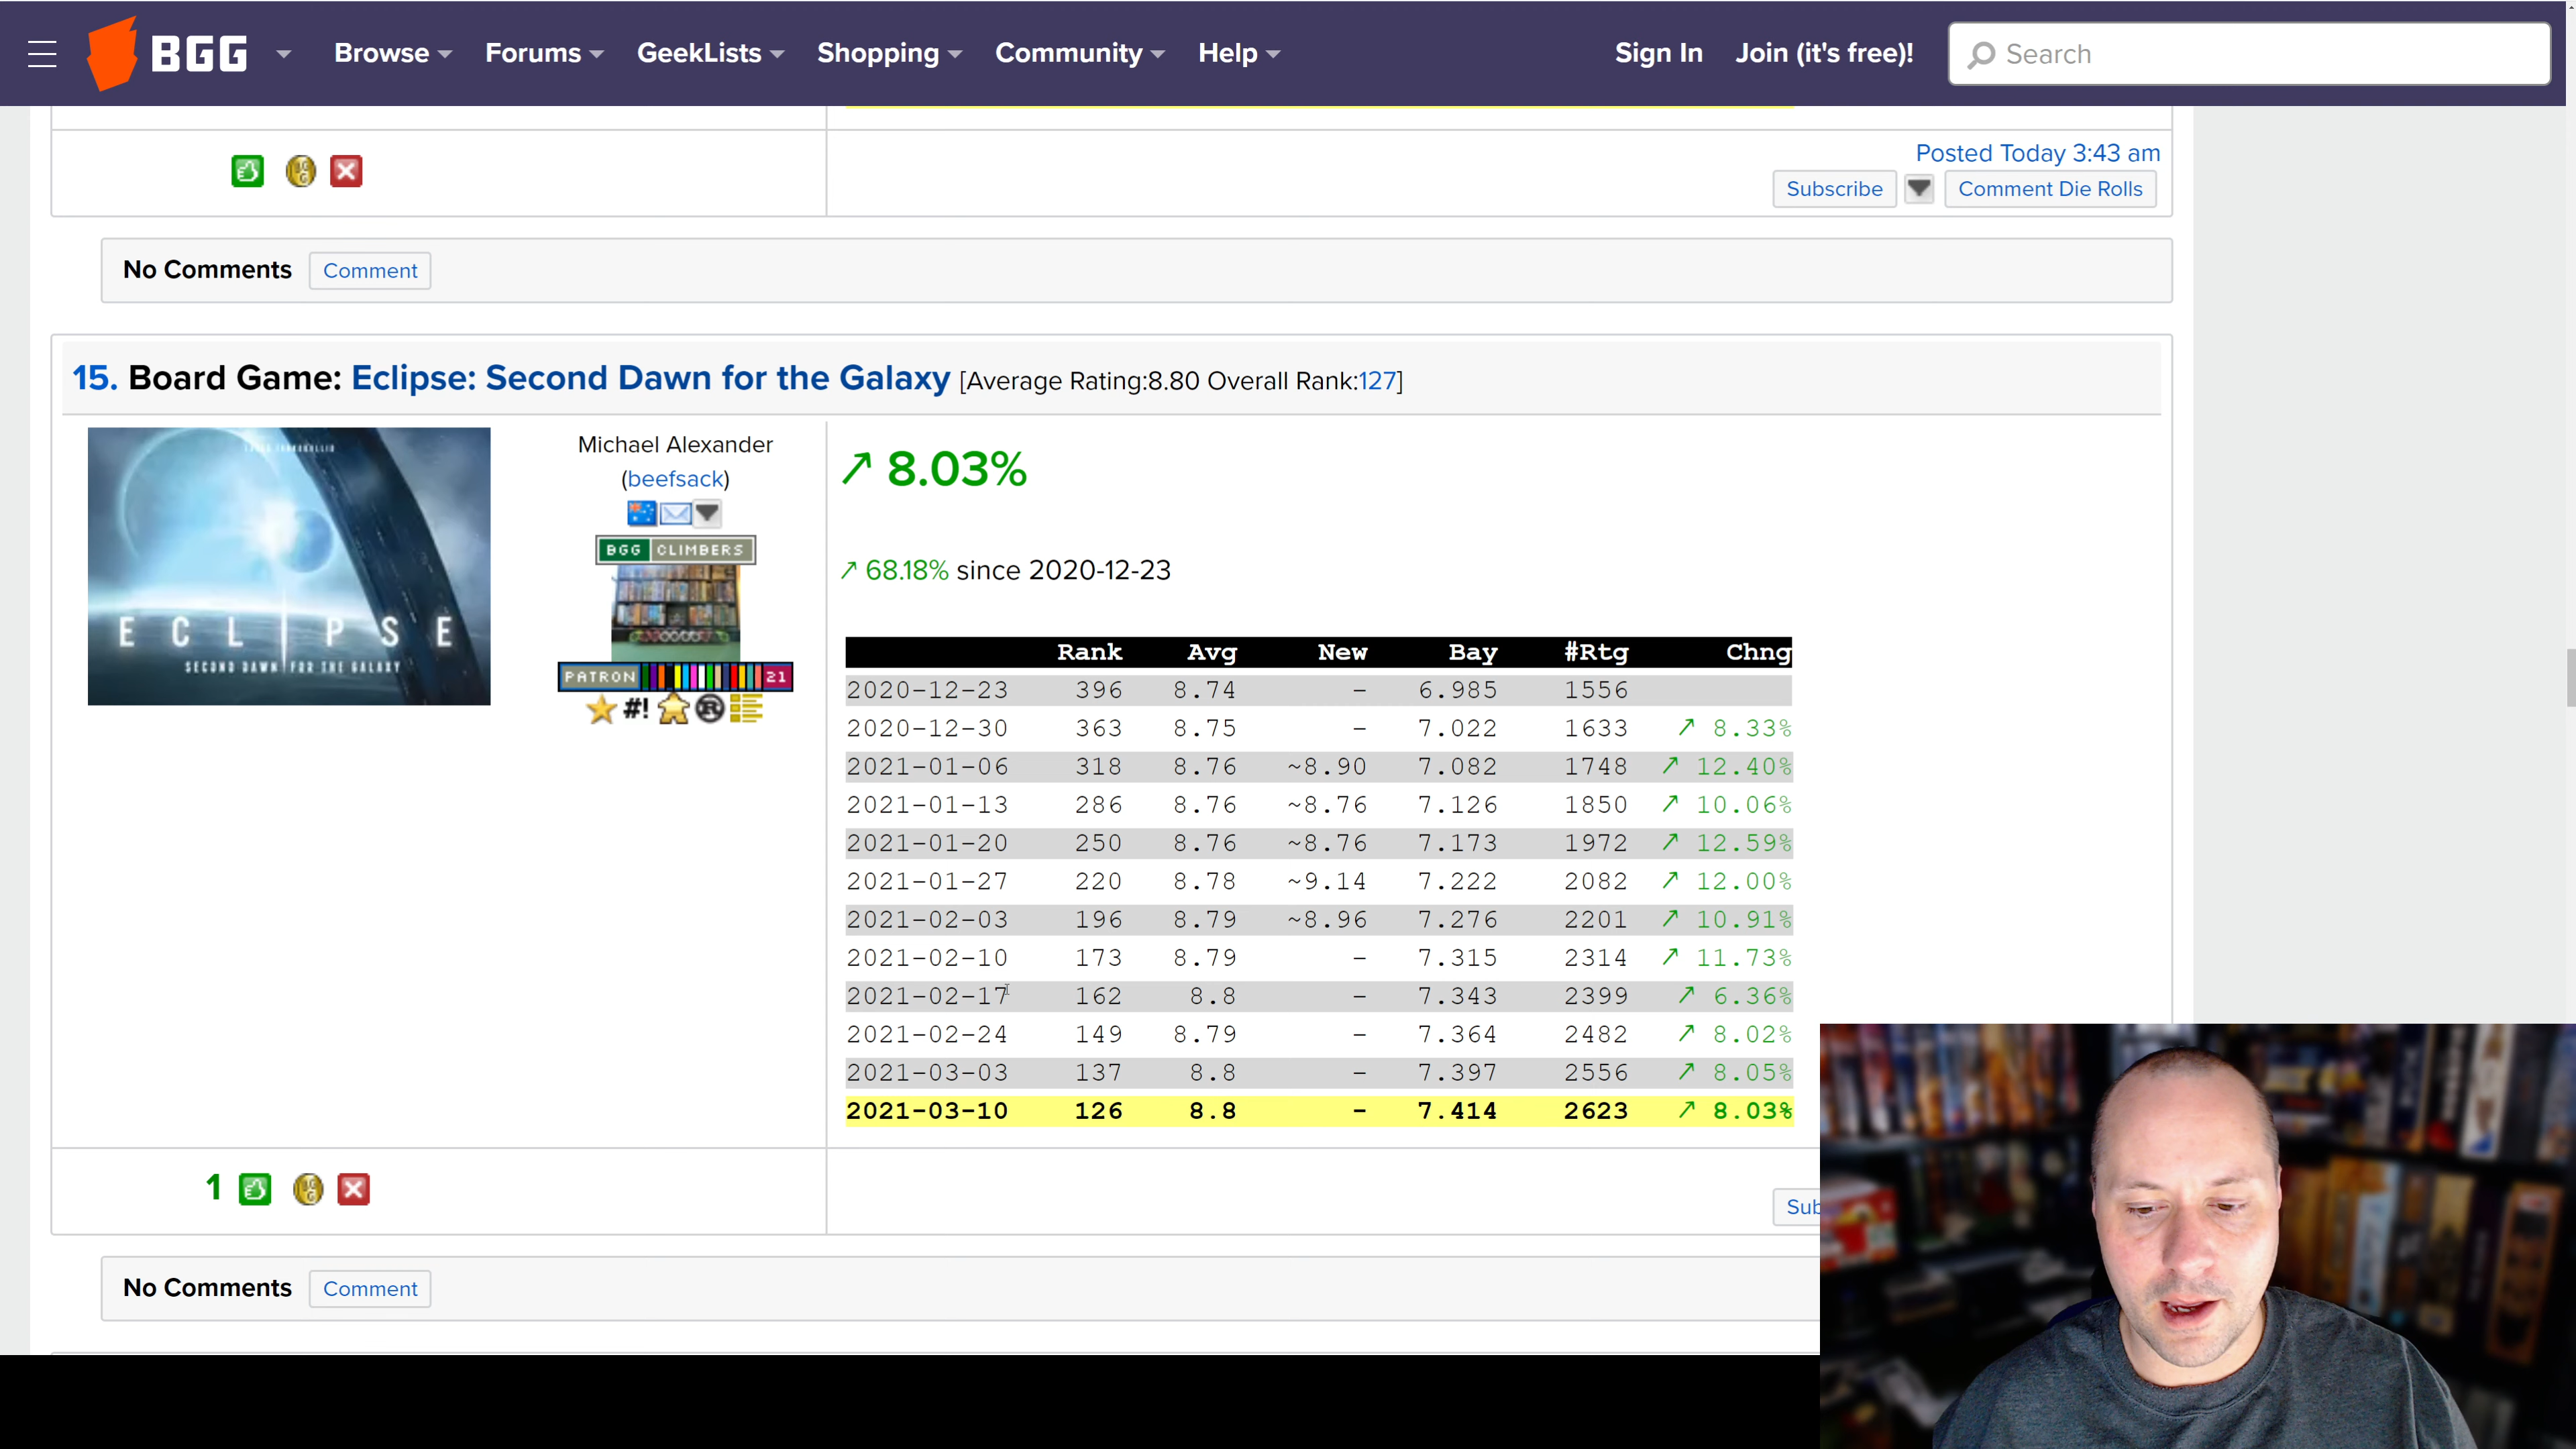 BGG Browse Forums GeekLists Shopping Community Help Sign In Join (it's free)! Search
Posted Today 3:43 am
Subscribe Comment Die Rolls
No Comments Comment
15. Board Game: Eclipse: Second Dawn for the Galaxy [Average Rating:8.80 Overall Rank:127]
ECLIPSE
SECOND DAWN FOR THE GALAXY
Michael Alexander
(beefsack)
BGG CLIMBERS
PATRON 21
#! R
↗ 8.03%
↗ 68.18% since 2020-12-23
Rank Avg New Bay #Rtg Chng
2020-12-23 396 8.74 - 6.985 1556
2020-12-30 363 8.75 - 7.022 1633 ↗ 8.33%
2021-01-06 318 8.76 ~8.90 7.082 1748 ↗ 12.40%
2021-01-13 286 8.76 ~8.76 7.126 1850 ↗ 10.06%
2021-01-20 250 8.76 ~8.76 7.173 1972 ↗ 12.59%
2021-01-27 220 8.78 ~9.14 7.222 2082 ↗ 12.00%
2021-02-03 196 8.79 ~8.96 7.276 2201 ↗ 10.91%
2021-02-10 173 8.79 - 7.315 2314 ↗ 11.73%
2021-02-17 162 8.8 - 7.343 2399 ↗ 6.36%
2021-02-24 149 8.79 - 7.364 2482 ↗ 8.02%
2021-03-03 137 8.8 - 7.397 2556 ↗ 8.05%
2021-03-10 126 8.8 - 7.414 2623 ↗ 8.03%
1
Sub
No Comments Comment